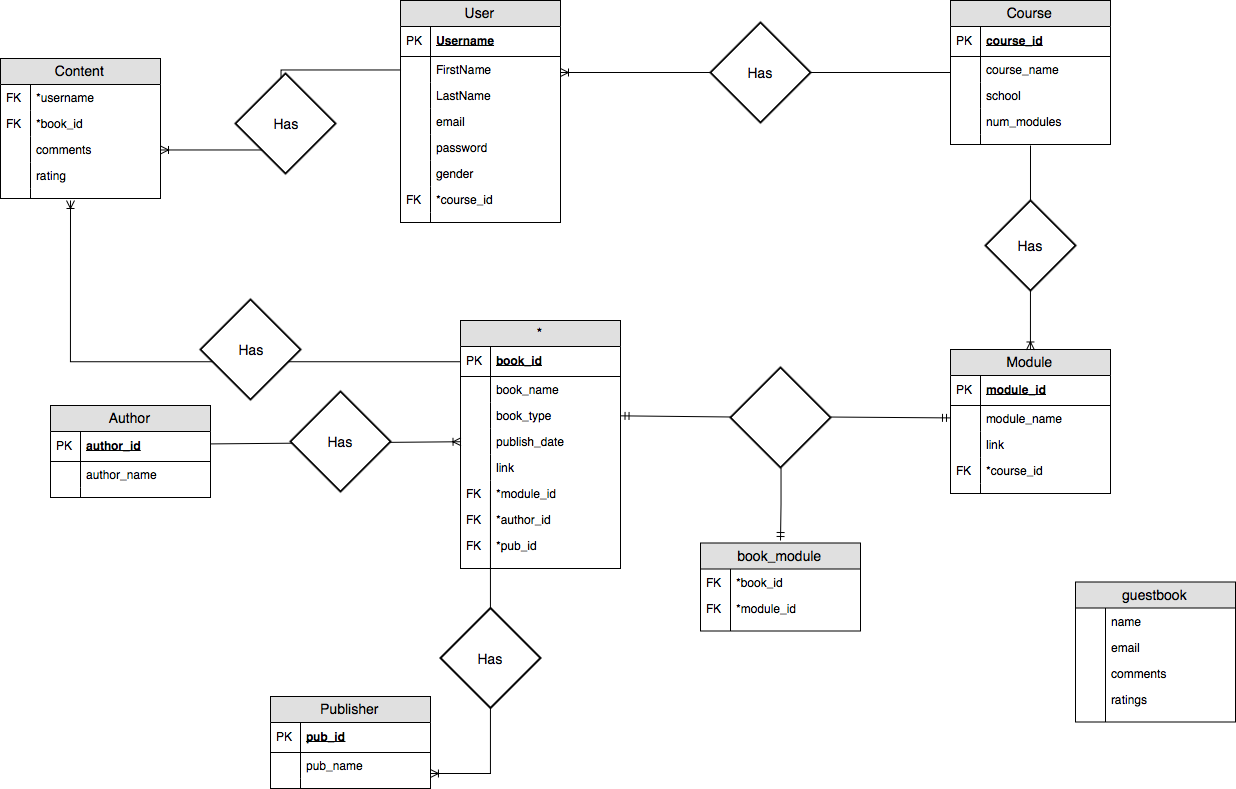 User
PK Username
FirstName
LastName
email
password
gender
FK *course_id
Has
Course
PK course_id
course_name
school
num_modules
Content
FK *username
FK *book_id
comments
rating
Has
Has
Has
*
PK book_id
book_name
book_type
publish_date
link
FK *module_id
FK *author_id
FK *pub_id
Module
PK module_id
module_name
link
FK *course_id
Author
PK author_id
author_name
Has
book_module
FK *book_id
FK *module_id
guestbook
name
email
comments
ratings
Has
Publisher
PK pub_id
pub_name